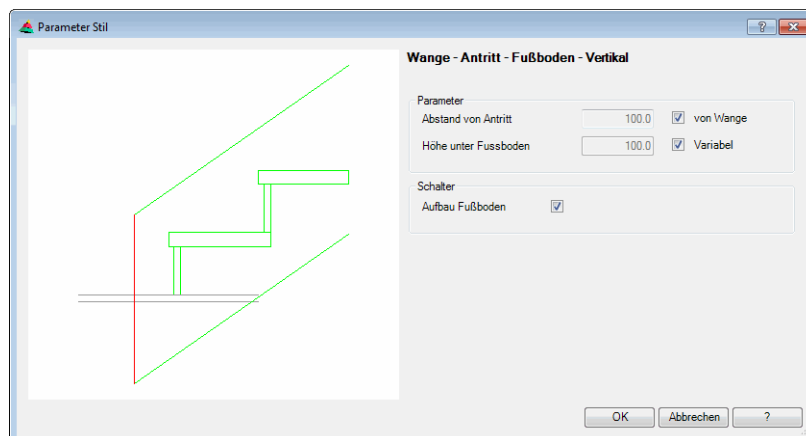 Parameter Stil
?
Wange - Antritt - Fußboden - Vertikal
Parameter
Abstand von Antritt 100.0 von Wange
Höhe unter Fussboden 100.0 Variabel
Schalter
Aufbau Fußboden
OK Abbrechen ?